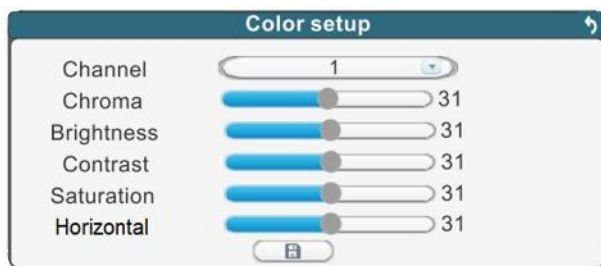 Color setup
Channel 1
Chroma 31
Brightness 31
Contrast 31
Saturation 31
Horizontal 31